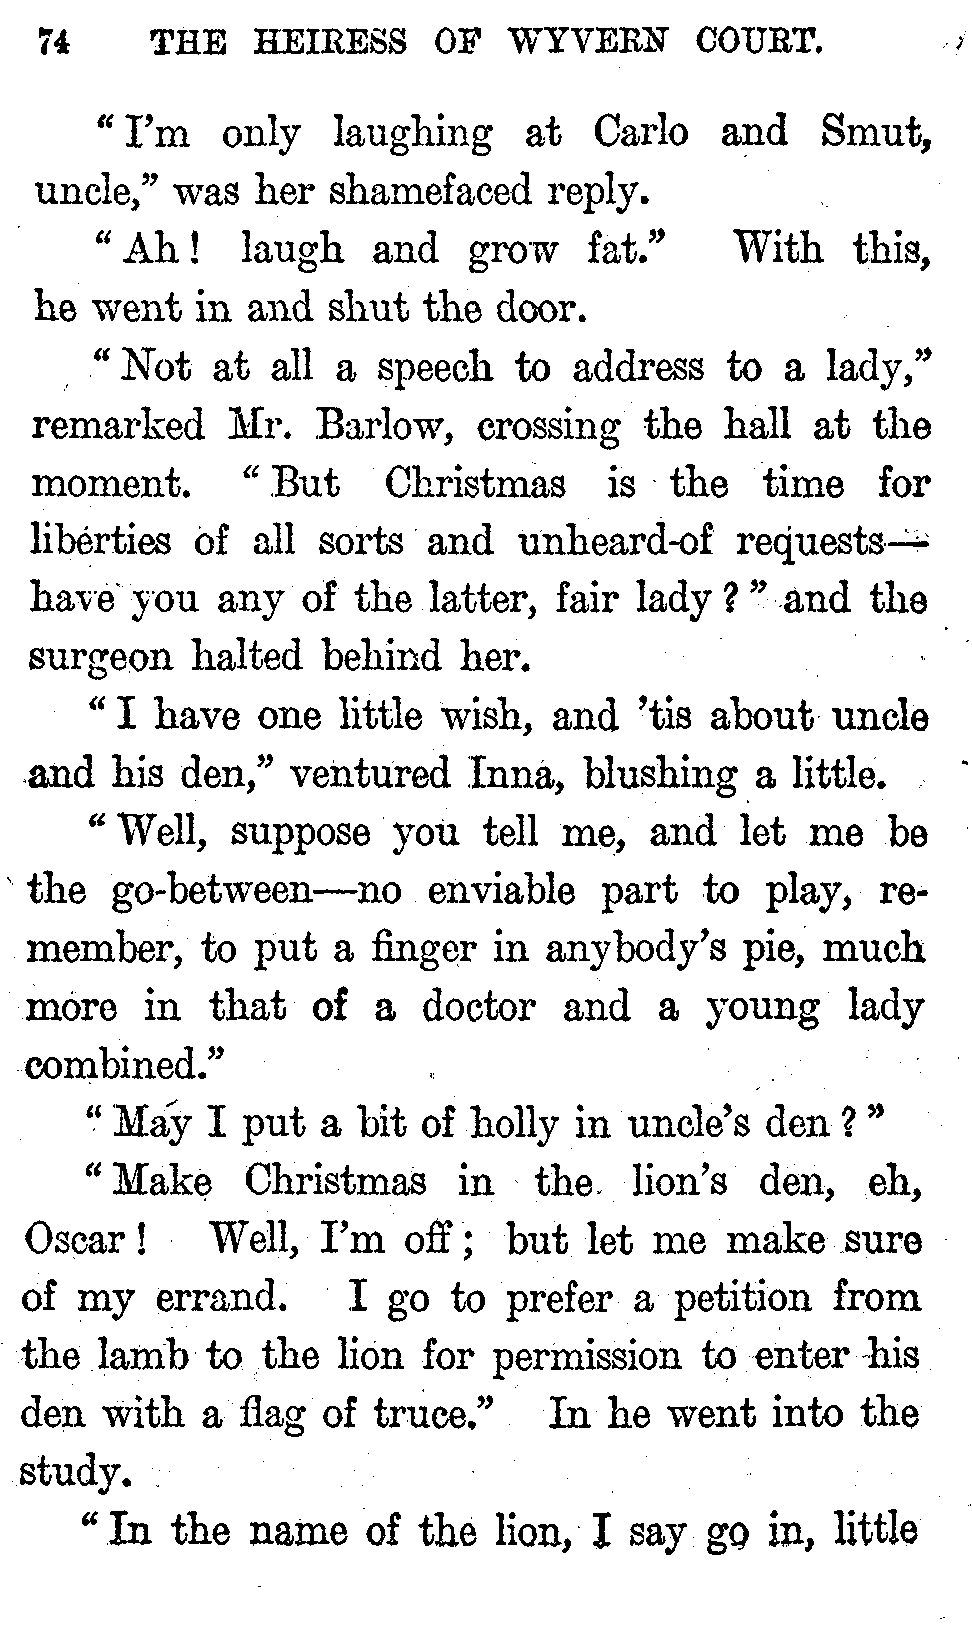 74 THE HEIRESS OF WYVERN COURT.
“I’m only laughing at Carlo and Smut,
uncle,” was her shamefaced reply.
“Ah! laugh and grow fat.” With this,
he went in and shut the door.
“Not at all a speech to address to a lady,”
remarked Mr. Barlow, crossing the hall at the
moment. “But Christmas is the time for
liberties of all sorts and unheard-of requests—
have you any of the latter, fair lady?” and the
surgeon halted behind her.
“I have one little wish, and ’tis about uncle
and his den,” ventured Inna, blushing a little.
“Well, suppose you tell me, and let me be
the go-between—no enviable part to play, re-
member, to put a finger in anybody’s pie, much
more in that of a doctor and a young lady
combined.”
“May I put a bit of holly in uncle’s den?”
“Make Christmas in the lion’s den, eh,
Oscar! Well, I’m off; but let me make sure
of my errand. I go to prefer a petition from
the lamb to the lion for permission to enter his
den with a flag of truce.” In he went into the
study.
“In the name of the lion, I say go in, little